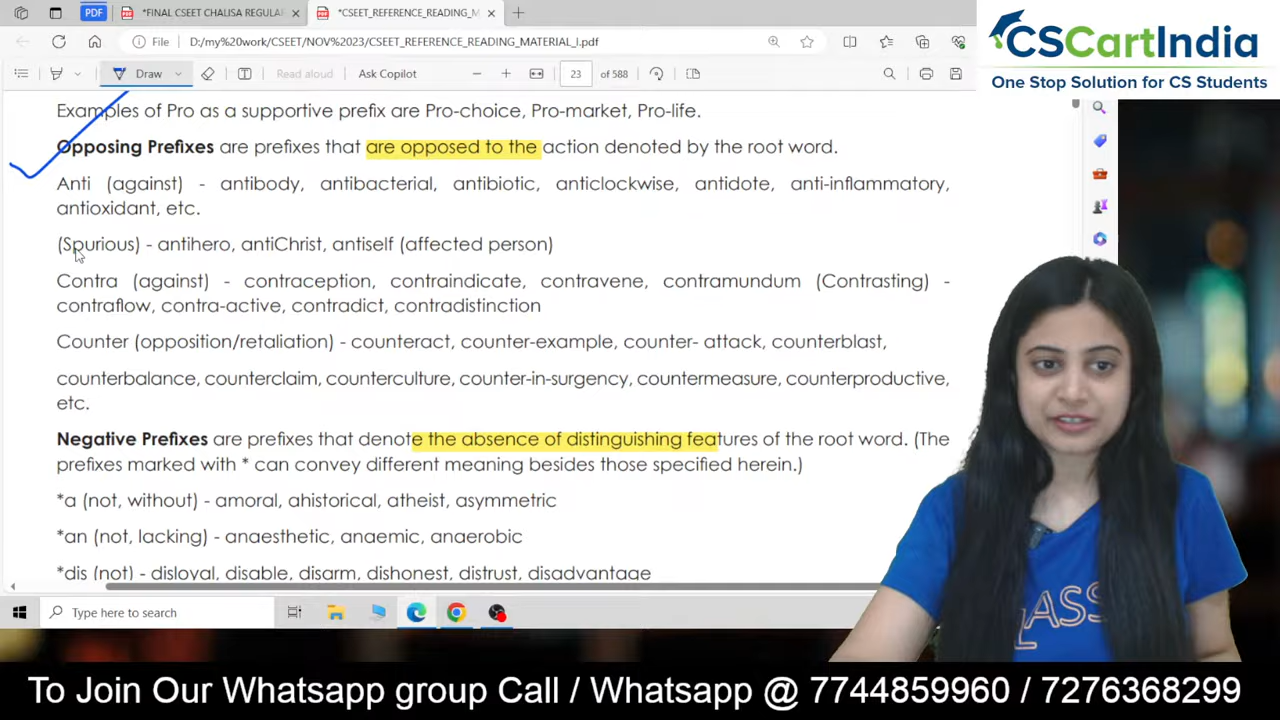 PDF
*FINAL CSEET CHALISA REGULAR
*CSEET_REFERENCE_READING_M
File
D:/my%20work/CSEET/NOV%202023/CSEET_REFERENCE_READING_MATERIAL_I.pdf
Draw
Read aloud
Ask Copilot
23
of 588
CSCartIndia
One Stop Solution for CS Students
Examples of Pro as a supportive prefix are Pro-choice, Pro-market, Pro-life.
Opposing Prefixes are prefixes that are opposed to the action denoted by the root word.
Anti (against) - antibody, antibacterial, antibiotic, anticlockwise, antidote, anti-inflammatory,
antioxidant, etc.
(Spurious) - antihero, antiChrist, antiself (affected person)
Contra (against) - contraception, contraindicate, contravene, contramundum (Contrasting) -
contraflow, contra-active, contradict, contradistinction
Counter (opposition/retaliation) - counteract, counter-example, counter- attack, counterblast,
counterbalance, counterclaim, counterculture, counter-in-surgency, countermeasure, counterproductive,
etc.
Negative Prefixes are prefixes that denote the absence of distinguishing features of the root word. (The
prefixes marked with * can convey different meaning besides those specified herein.)
*a (not, without) - amoral, ahistorical, atheist, asymmetric
*an (not, lacking) - anaesthetic, anaemic, anaerobic
*dis (not) - disloyal, disable, disarm, dishonest, distrust, disadvantage
Type here to search
To Join Our Whatsapp group Call / Whatsapp @ 7744859960 / 7276368299